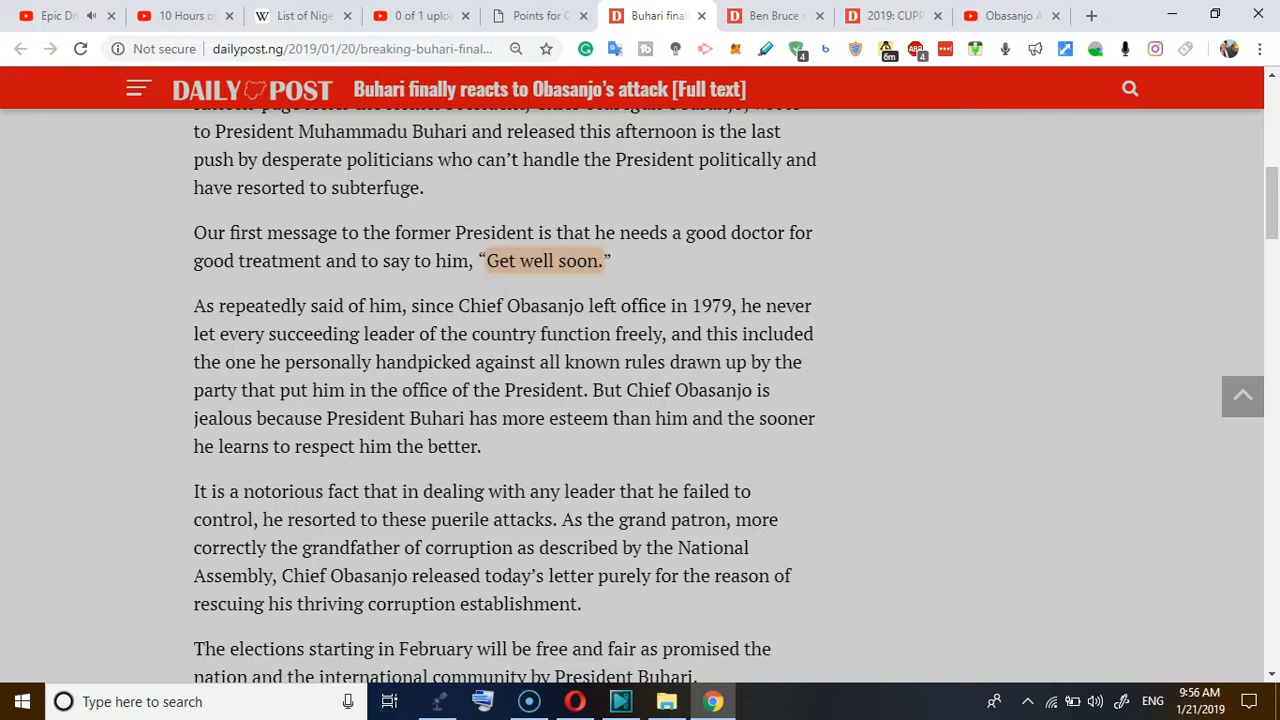 Epic D
10 Hours o
List of Nige
0 of 1 uplo
Points for C
Buhari final
Ben Bruce a
2019: CUPP
Obasanjo A
Not secure
dailypost.ng/2019/01/20/breaking-buhari-final...
4
6m
4
DAILY POST
Buhari finally reacts to Obasanjo's attack [Full text]
to President Muhammadu Buhari and released this afternoon is the last
push by desperate politicians who can't handle the President politically and
have resorted to subterfuge.
Our first message to the former President is that he needs a good doctor for
good treatment and to say to him, “Get well soon.”
As repeatedly said of him, since Chief Obasanjo left office in 1979, he never
let every succeeding leader of the country function freely, and this included
the one he personally handpicked against all known rules drawn up by the
party that put him in the office of the President. But Chief Obasanjo is
jealous because President Buhari has more esteem than him and the sooner
he learns to respect him the better.
It is a notorious fact that in dealing with any leader that he failed to
control, he resorted to these puerile attacks. As the grand patron, more
correctly the grandfather of corruption as described by the National
Assembly, Chief Obasanjo released today's letter purely for the reason of
rescuing his thriving corruption establishment.
The elections starting in February will be free and fair as promised the
nation and the international community by President Buhari.
Type here to search
ENG
9:56 AM
1/21/2019